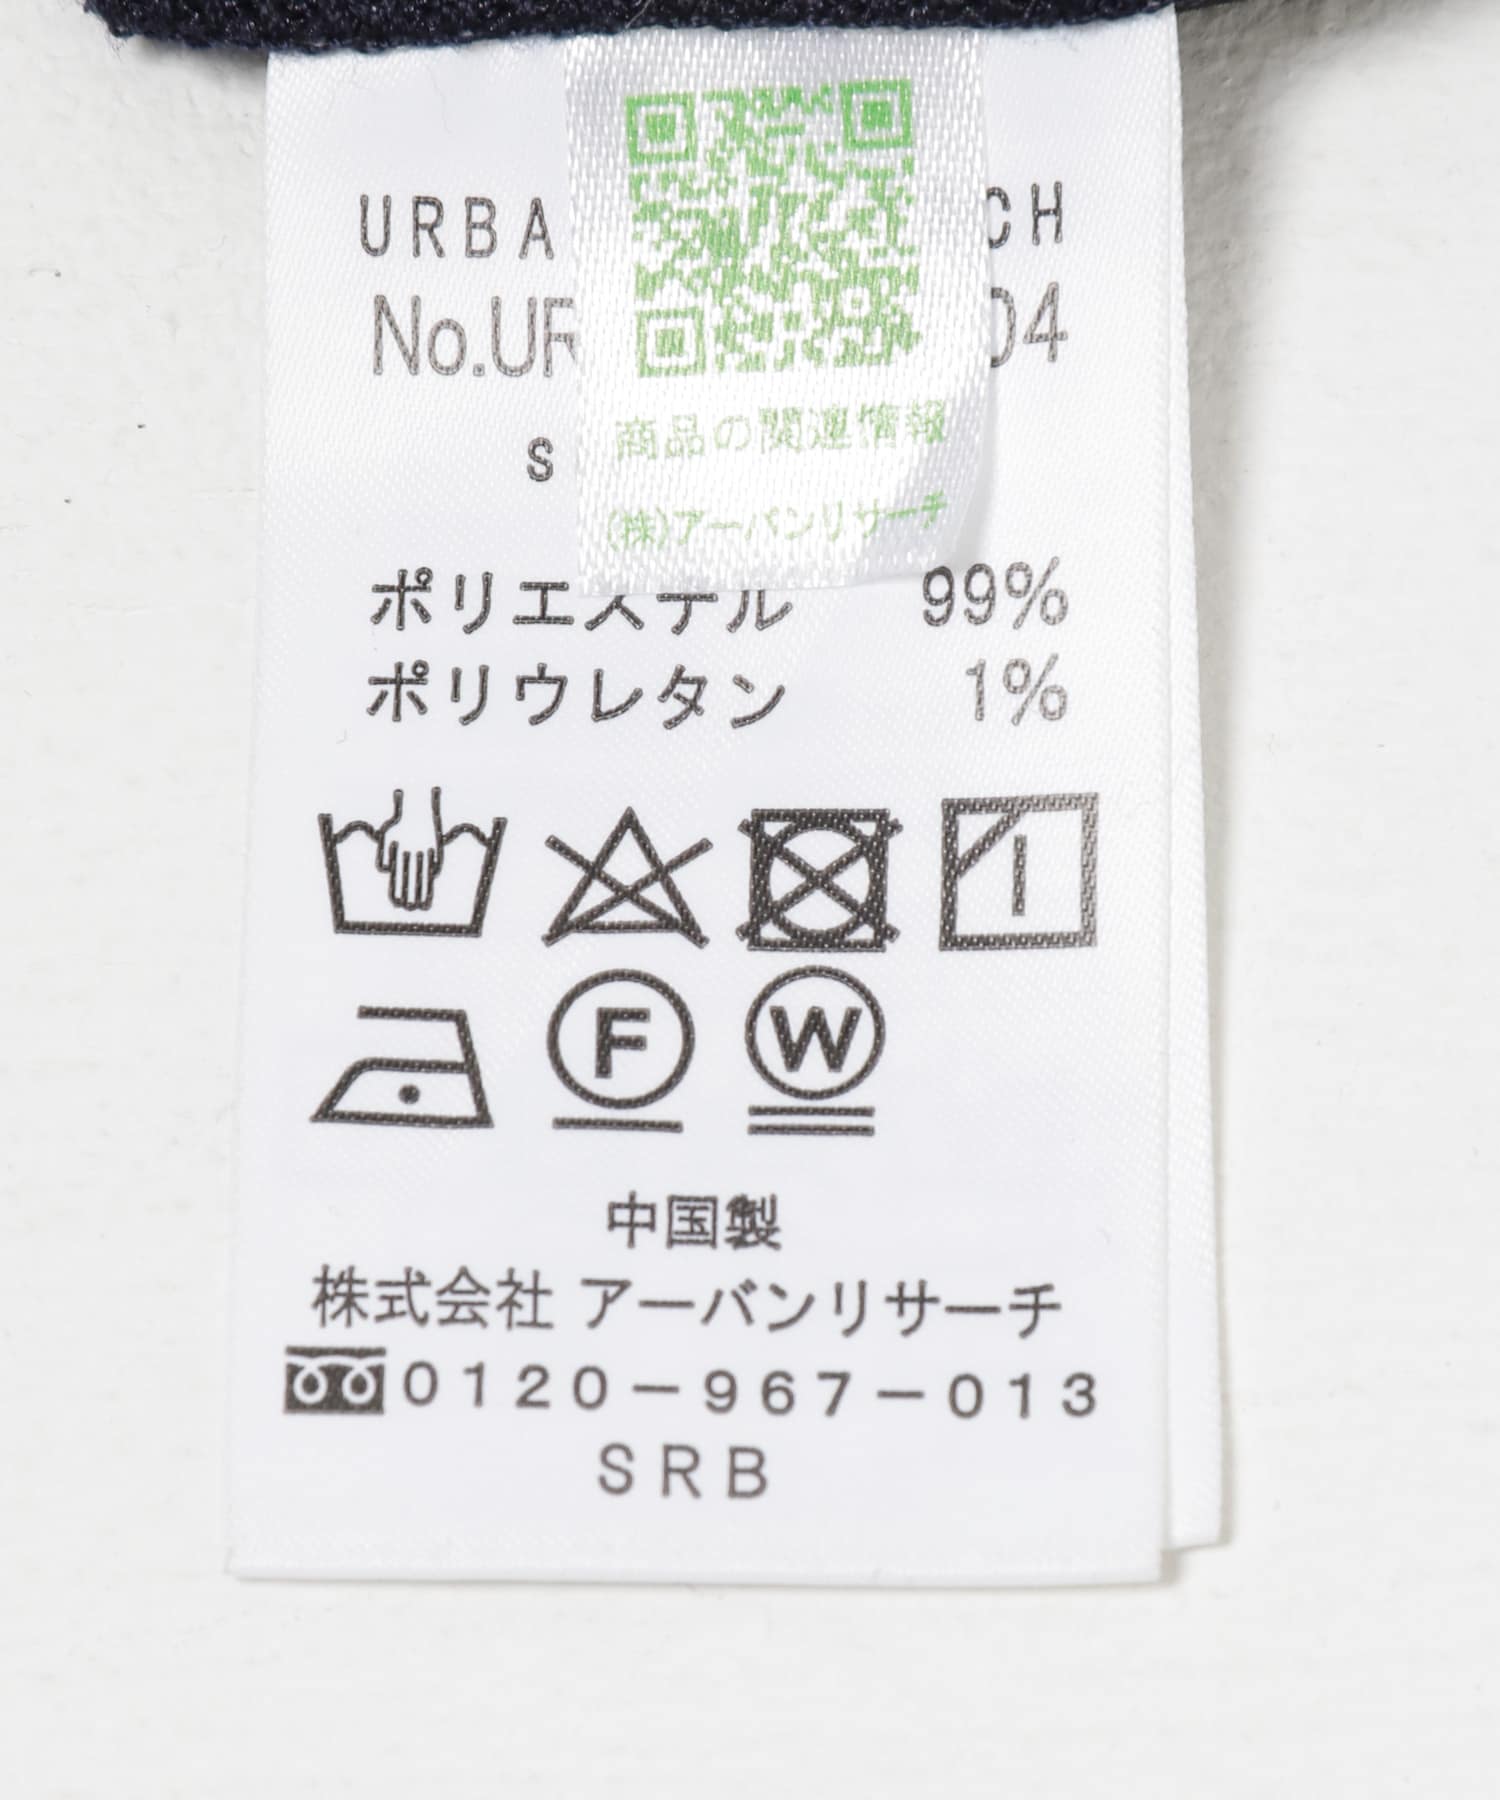 URBA CH
No.UR 04
S
商品の関連情報
(株)アーバンリサーチ
ポリエステル 99%
ポリウレタン 1%
F W
中国製
株式会社 アーバンリサーチ
0120-967-013
SRB